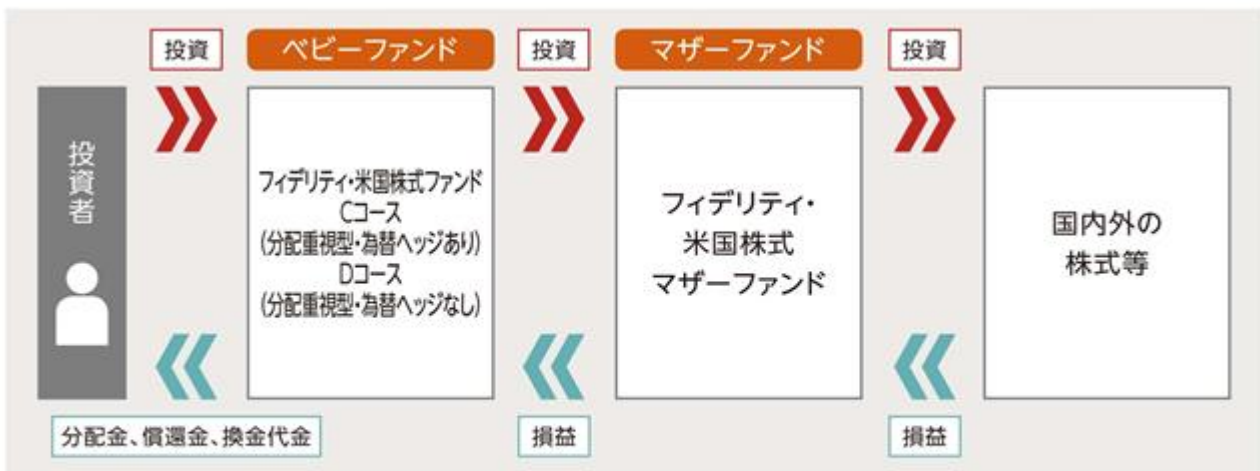 投資
ベビーファンド
投資
マザーファンド
投資
投資者
フィデリティ・米国株式ファンド
Cコース
(分配重視型・為替ヘッジあり)
Dコース
(分配重視型・為替ヘッジなし)
フィデリティ・
米国株式
マザーファンド
国内外の
株式等
分配金、償還金、換金代金
損益
損益